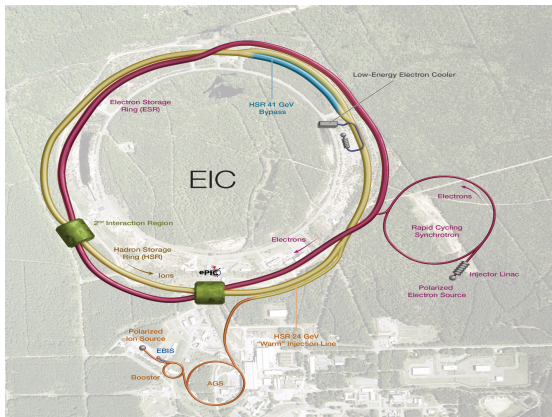 Low-Energy Electron Cooler
Electron Storage
Ring (ESR)
HSR 41 GeV
Bypass
EIC
Electrons
Rapid Cycling
Synchrotron
2nd Interaction Region
Hadron Storage
Ring (HSR)
Electrons
Ions
ePIC
Injector Linac
Polarized
Electron Source
Polarized
Ion Source
HSR 24 GeV
"Warm" Injection Line
EBIS
Booster
AGS